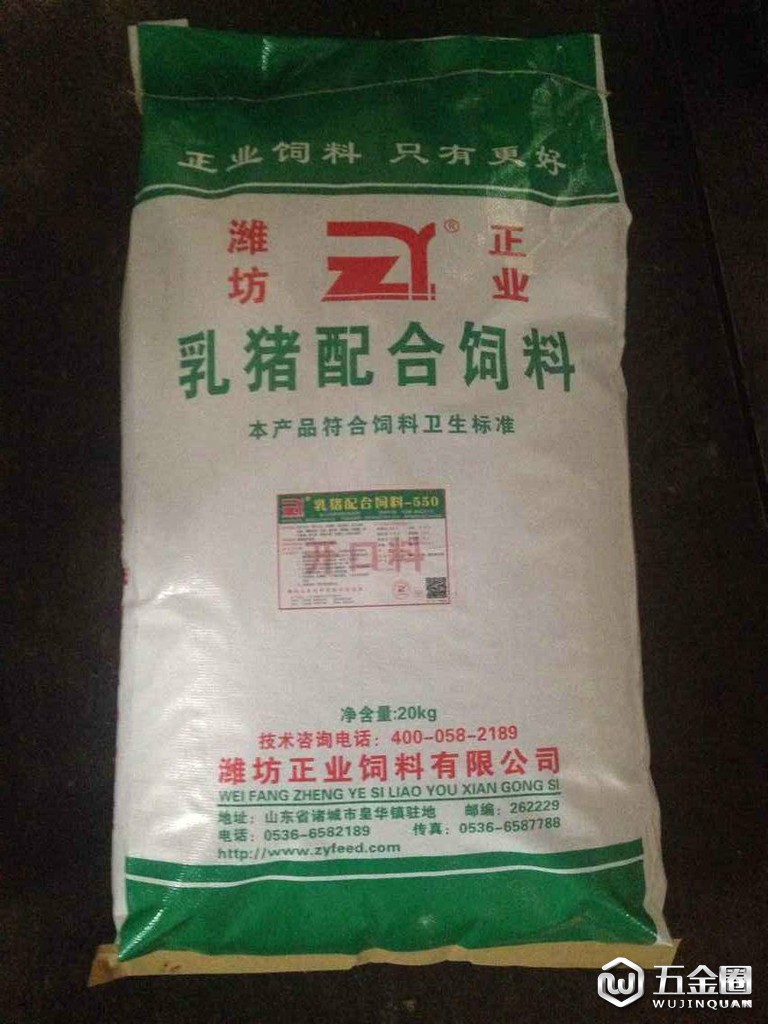 正业饲料 只有更好
潍坊 ZY® 正业
乳猪配合饲料
本产品符合饲料卫生标准
乳猪配合饲料-550
开口料
净含量:20kg
技术咨询电话：400-058-2189
潍坊正业饲料有限公司
WEI FANG ZHENG YE SI LIAO YOU XIAN GONG SI
地址：山东省诸城市皇华镇驻地 邮编：262229
电话：0536-6582189 传真：0536-6587788
http://www.zyfeed.com
五金圈
WUJINQUAN.COM